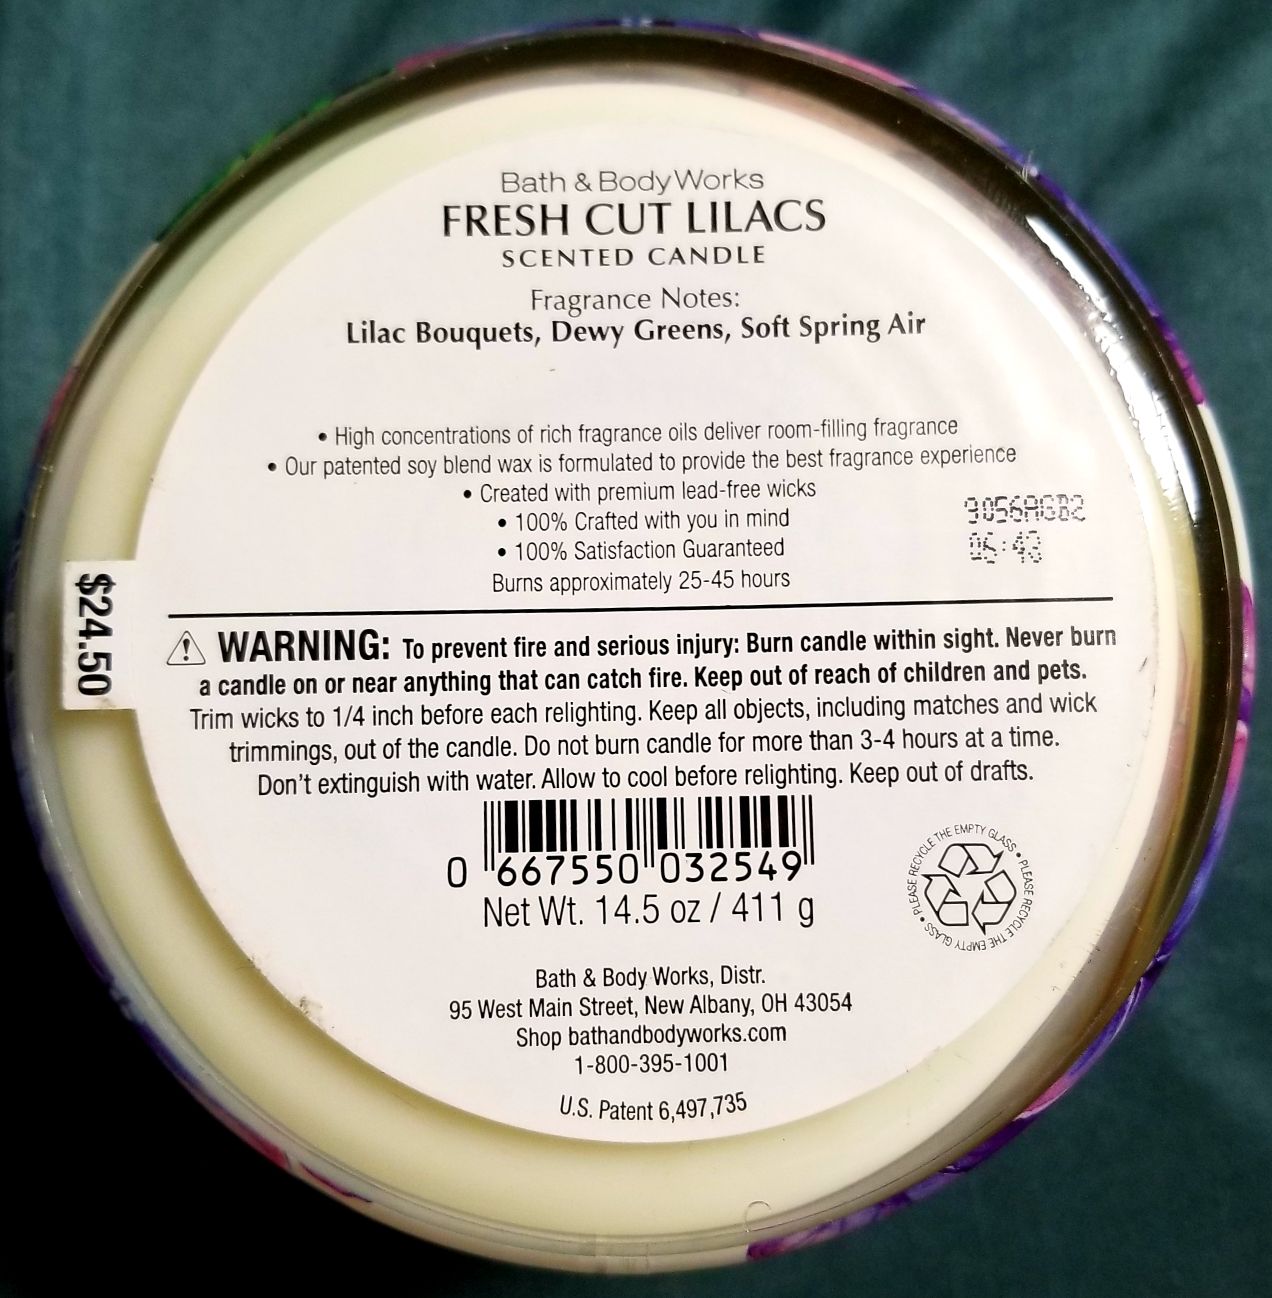 Bath & Body Works
FRESH CUT LILACS
SCENTED CANDLE
Fragrance Notes:
Lilac Bouquets, Dewy Greens, Soft Spring Air
• High concentrations of rich fragrance oils deliver room-filling fragrance
• Our patented soy blend wax is formulated to provide the best fragrance experience
• Created with premium lead-free wicks
• 100% Crafted with you in mind
• 100% Satisfaction Guaranteed
Burns approximately 25-45 hours
9056AGB2
05:43
$24.50
WARNING: To prevent fire and serious injury: Burn candle within sight. Never burn
a candle on or near anything that can catch fire. Keep out of reach of children and pets.
Trim wicks to 1/4 inch before each relighting. Keep all objects, including matches and wick
trimmings, out of the candle. Do not burn candle for more than 3-4 hours at a time.
Don't extinguish with water. Allow to cool before relighting. Keep out of drafts.
0 667550 032549
Net Wt. 14.5 oz / 411 g
PLEASE RECYCLE THE EMPTY GLASS • PLEASE RECYCLE THE EMPTY GLASS •
Bath & Body Works, Distr.
95 West Main Street, New Albany, OH 43054
Shop bathandbodyworks.com
1-800-395-1001
U.S. Patent 6,497,735